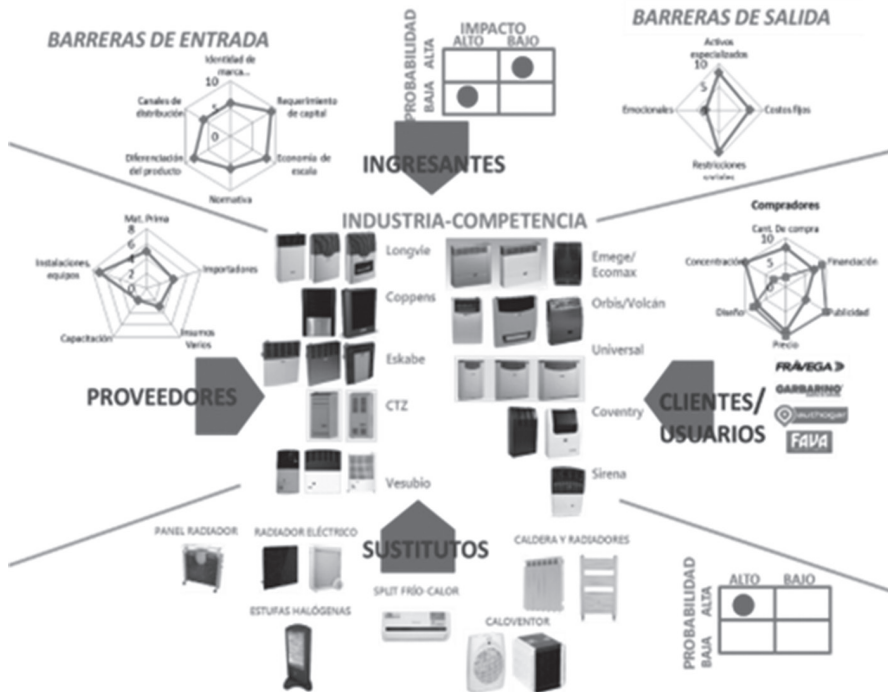 BARRERAS DE ENTRADA
Identidad de
marca...
10
5
0
Canales de
distribución
Requerimiento
de capital
Diferenciación
del producto
Economía de
escala
Normativa
IMPACTO
ALTO BAJO
PROBABILIDAD
ALTA
BAJA
INGRESANTES
BARRERAS DE SALIDA
Activos
especializados
10
5
0
Emocionales
Costos fijos
Restricciones
sociales
INDUSTRIA-COMPETENCIA
Mat. Prima
8
6
4
2
0
Instalaciones,
equipos
Importadores
Capacitación
Insumos
Varios
PROVEEDORES
Longvie
Coppens
Eskabe
CTZ
Vesubio
Emege/
Ecomax
Orbis/Volcán
Universal
Coventry
Sirena
Compradores
Cant. De compra
10
5
0
Concentración
Financiación
Diseño
Publicidad
Precio
CLIENTES/
USUARIOS
FRÁVEGA
GARBARINO
authogar
FAVA
SUSTITUTOS
PANEL RADIADOR
RADIADOR ELÉCTRICO
CALDERA Y RADIADORES
ESTUFAS HALÓGENAS
SPLIT FRÍO-CALOR
CALOVENTOR
ALTO BAJO
PROBABILIDAD
ALTA
BAJA